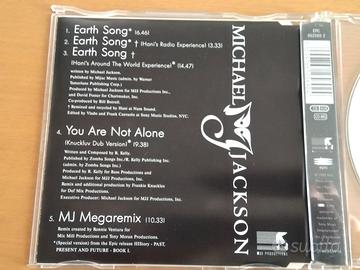 1. Earth Song* (6.46)
2. Earth Song* † (Hani's Radio Experience) (3.33)
3. Earth Song †
(Hani's Around The World Experience)* (14.47)
written by Michael Jackson.
Published by Mijac Music (admin. by Warner
Tamerlane Publishing Corp.)
Produced by Michael Jackson for MJJ Productions, Inc.
and David Foster for Chartmaker, Inc.
Co-produced by Bill Bottrell.
† Remixed and recycled by Hani at Nam Sound.
Edited by Vlado and Frank Ceraolo at Sony Music Studios, NYC.
4. You Are Not Alone
(Knuckluv Dub Version)* (9.38)
Written and Composed by R. Kelly.
Published by Zomba Songs Inc./R. Kelly Publishing Inc.
(admin. by Zomba Songs Inc.)
Produced by R. Kelly for Bass Productions and
Michael Jackson for MJJ Productions, Inc.
Remix and additional production by Frankie Knuckles
for Def Mix Productions.
Executive Producer: Michael Jackson for MJJ Productions, Inc.
5. MJ Megaremix (10.33)
Remix created by Ronnie Ventura for
Mix Mill Productions and Tony Moran Productions.
*(Special version) from the Epic release HIStory - PAST,
PRESENT AND FUTURE - BOOK I.
MICHAEL JACKSON
MJJ PRODUCTIONS
EPIC
subito